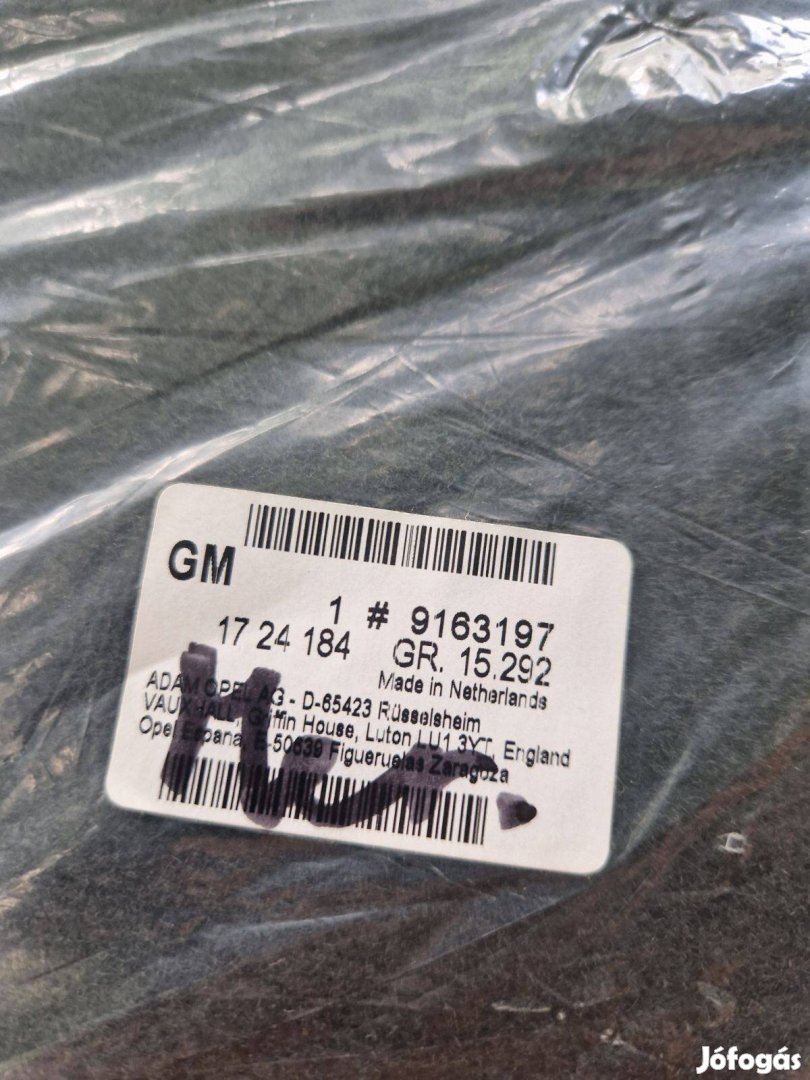 GM
1 # 9163197
17 24 184 GR. 15.292
Made in Netherlands
ADAM OPEL AG - D-65423 Rüsselsheim
VAUXHALL, Griffin House, Luton LU1 3YT, England
Opel Espana, E-50639 Figueruelas Zaragoza
Jófogás